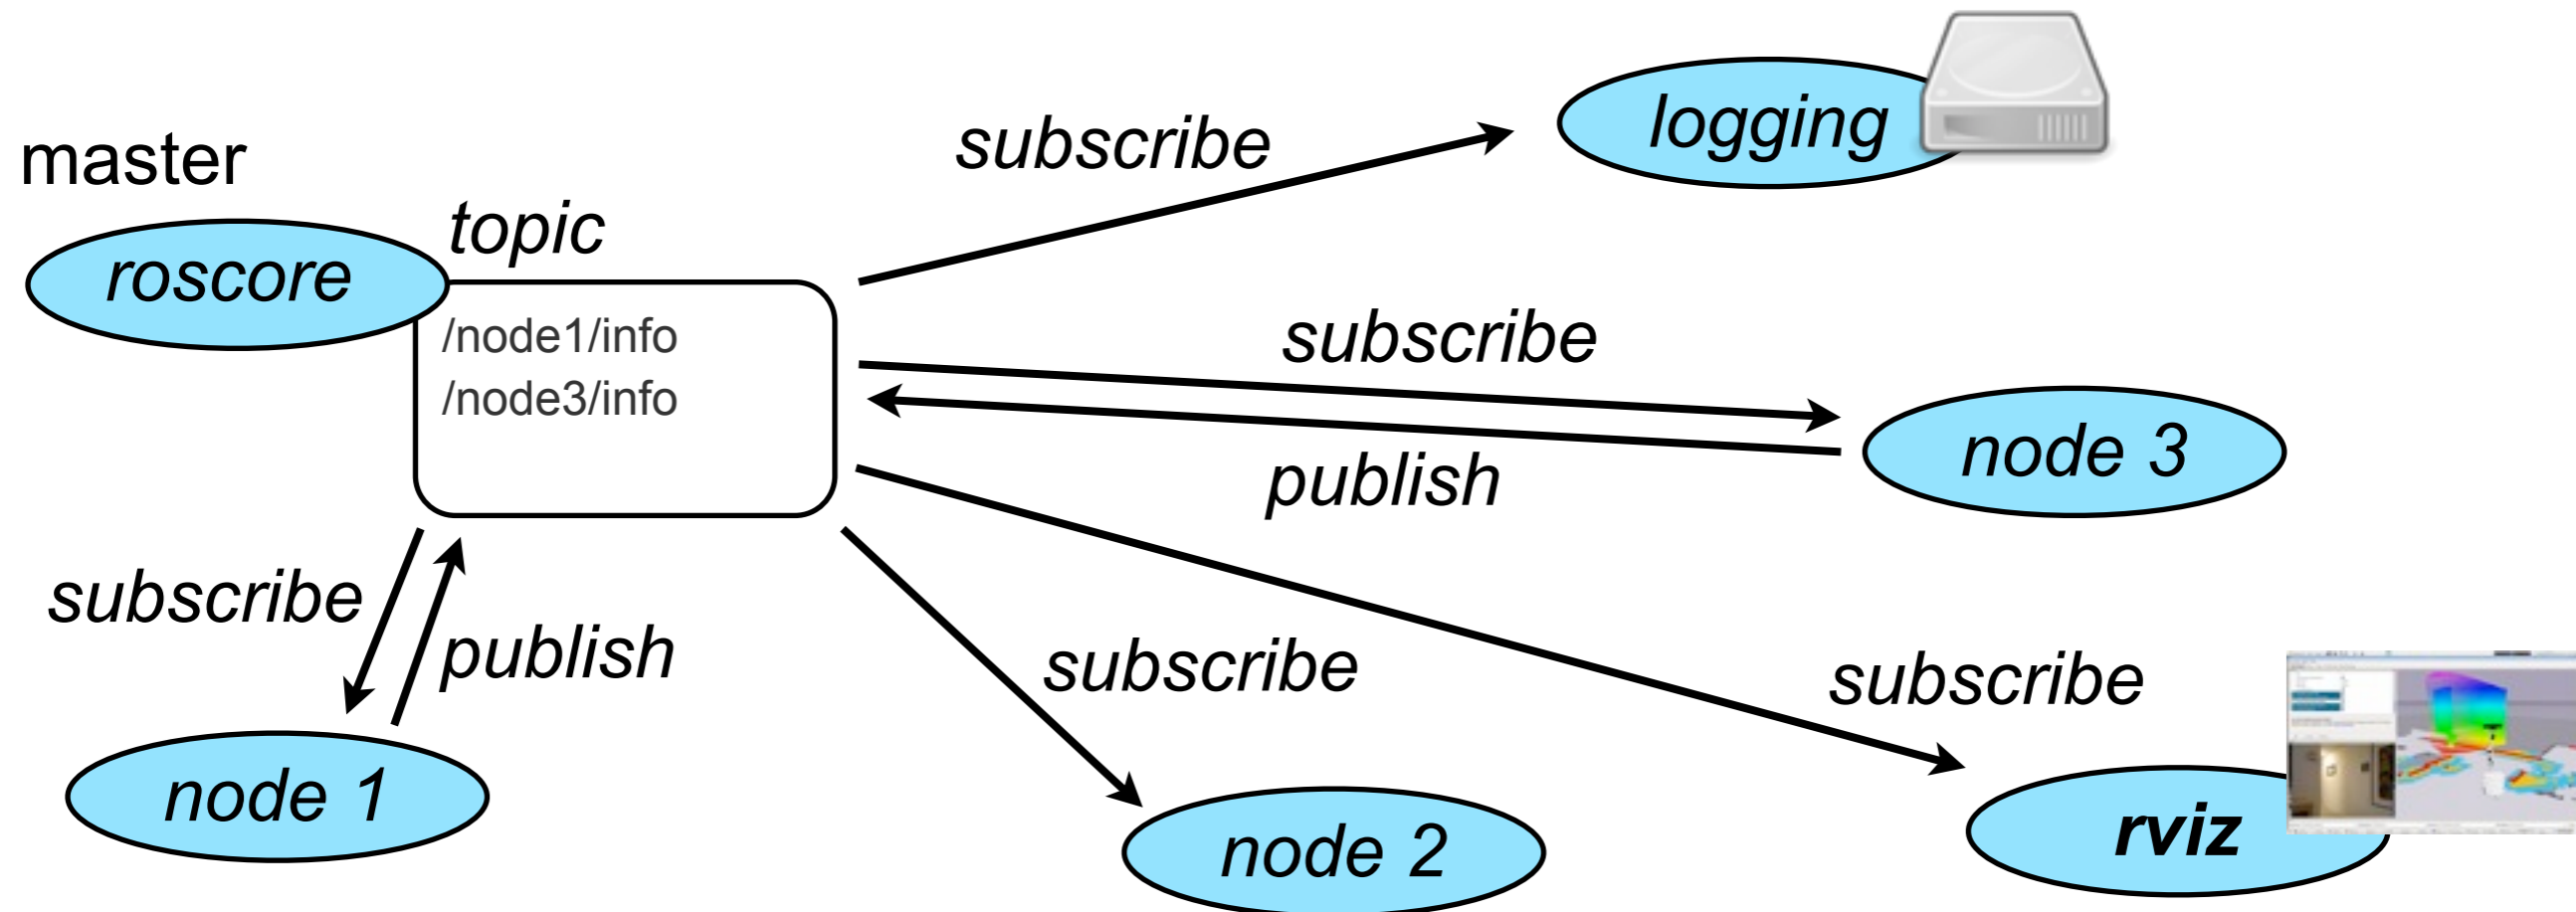 master
roscore
topic
/node1/info
/node3/info
subscribe
logging
subscribe
publish
node 3
subscribe
publish
node 1
subscribe
node 2
subscribe
rviz